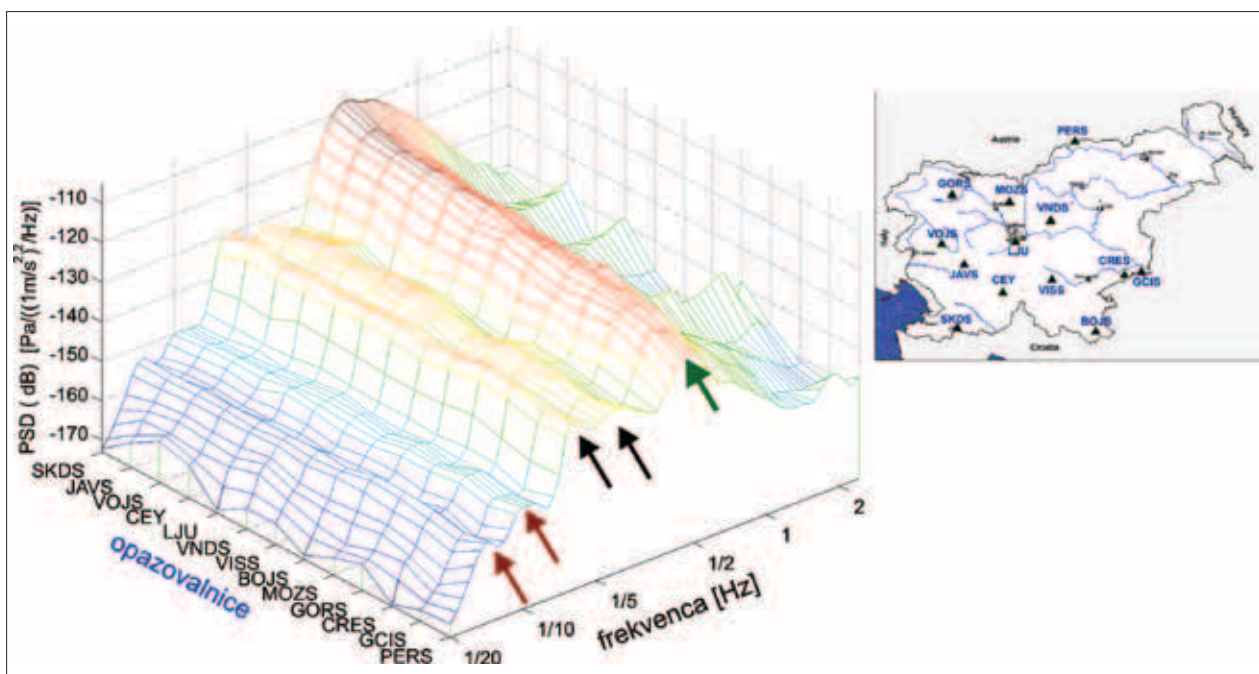 PSD ( dB) [Pa/((1m/s²)²/Hz)]
-110
-120
-130
-140
-150
-160
-170
SKDS
JAVS
VOJS
CEY
LJU
VNDS
VISS
BOJS
MOZS
GORS
CRES
GCIS
PERS
opazovalnice
1/20
1/10
1/5
1/2
1
2
frekvenca [Hz]
Austria
PERS
Hungary
GORS
MOZS
VNDS
VOJS
LJU
Italy
JAVS
CRES
GCIS
CEY
VISS
SKDS
BOJS
Croatia